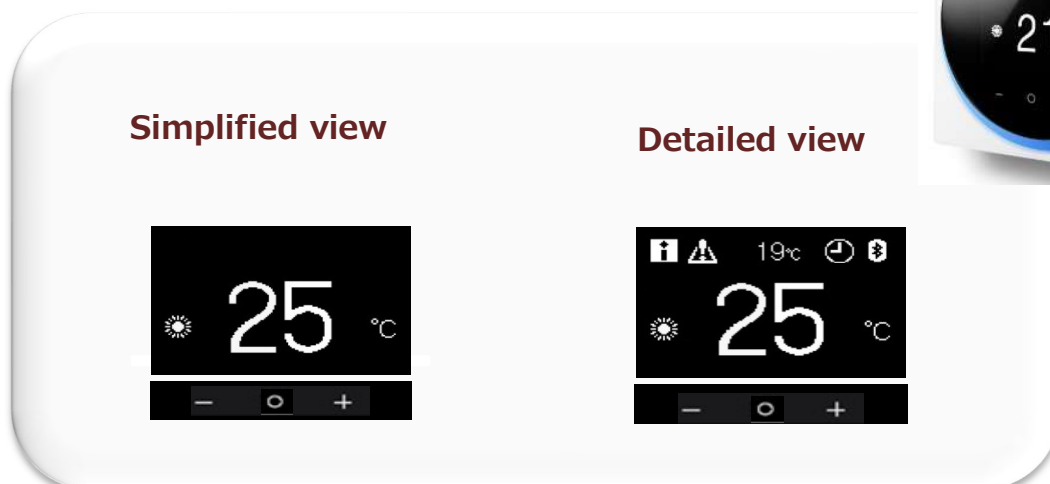 21
Simplified view
Detailed view
19℃
25 ℃
25 ℃
− ○ +
− ○ +